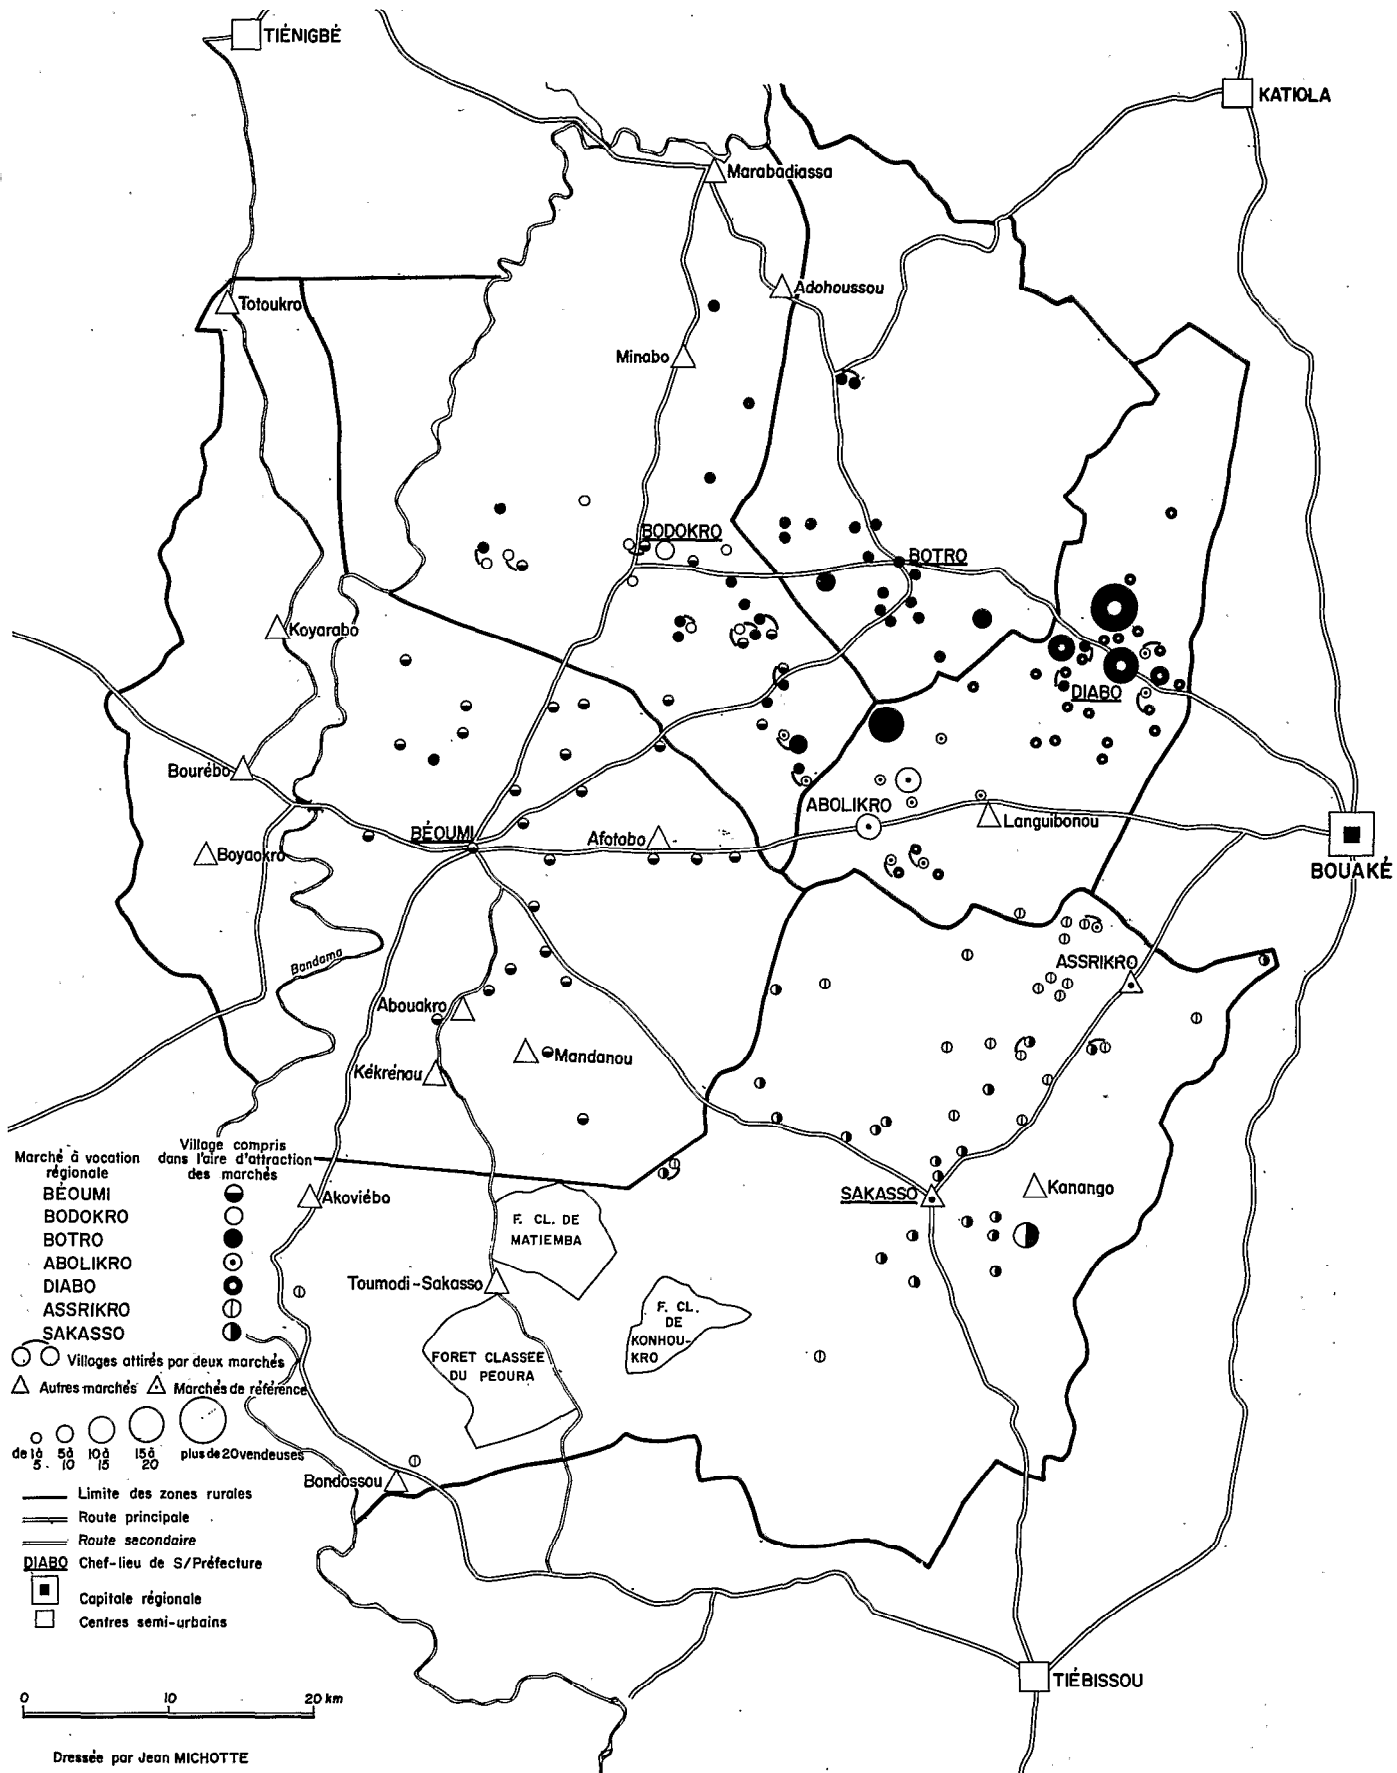 TIÉNIGBÉ
KATIOLA
Marabadiassa
Adohoussou
Totoukro
Minabo
BODOKRO
BOTRO
Koyarabo
DIABO
Bourébo
ABOLIKRO
Languibonou
BÉOUMI
Afotobo
Boyaokro
BOUAKÉ
Bandama
ASSRIKRO
Abouakro
Mandanou
Kékrénou
Marché à vocation régionale
Village compris dans l'aire d'attraction des marchés
BÉOUMI
BODOKRO
BOTRO
ABOLIKRO
DIABO
ASSRIKRO
SAKASSO
Akoviébo
SAKASSO
Kanango
F. CL. DE
MATIEMBA
Toumodi-Sakasso
F. CL.
DE
KONHOU-
KRO
FORET CLASSÉE
DU PEOURA
Villages attirés par deux marchés
Autres marchés
Marchés de référence
de 1à 5
5à 10
10à 15
15à 20
plus de 20 vendeuses
Bondossou
Limite des zones rurales
Route principale
Route secondaire
DIABO Chef-lieu de S/Préfecture
Capitale régionale
Centres semi-urbains
TIÉBISSOU
0 10 20 km
Dressée par Jean MICHOTTE